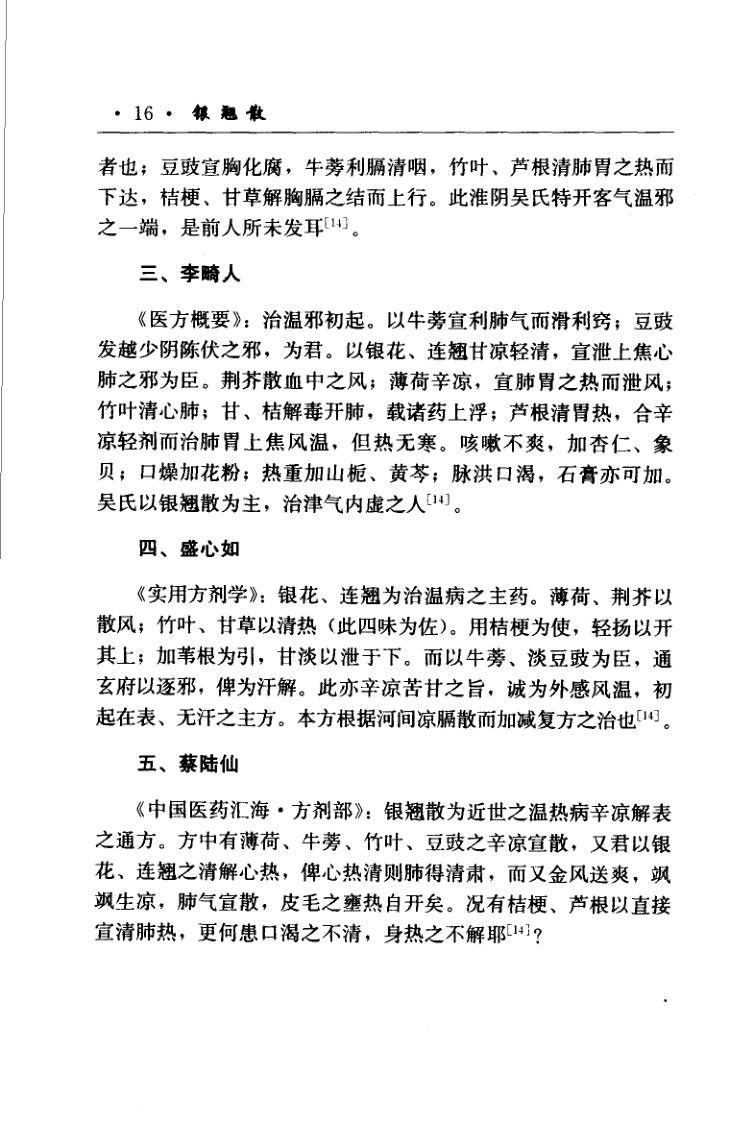 · 16 · 银翘散
者也；豆豉宣胸化腐，牛蒡利膈清咽，竹叶、芦根清肺胃之热而
下达，桔梗、甘草解胸膈之结而上行。此淮阴吴氏特开客气温邪
之一端，是前人所未发耳[14]。
三、李畴人
《医方概要》：治温邪初起。以牛蒡宣利肺气而滑利窍；豆豉
发越少阴陈伏之邪，为君。以银花、连翘甘凉轻清，宣泄上焦心
肺之邪为臣。荆芥散血中之风；薄荷辛凉，宣肺胃之热而泄风；
竹叶清心肺；甘、桔解毒开肺，载诸药上浮；芦根清胃热，合辛
凉轻剂而治肺胃上焦风温，但热无寒。咳嗽不爽，加杏仁、象
贝；口燥加花粉；热重加山栀、黄芩；脉洪口渴，石膏亦可加。
吴氏以银翘散为主，治津气内虚之人[14]。
四、盛心如
《实用方剂学》：银花、连翘为治温病之主药。薄荷、荆芥以
散风；竹叶、甘草以清热（此四味为佐）。用桔梗为使，轻扬以开
其上；加苇根为引，甘淡以泄于下。而以牛蒡、淡豆豉为臣，通
玄府以逐邪，俾为汗解。此亦辛凉苦甘之旨，诚为外感风温，初
起在表、无汗之主方。本方根据河间凉膈散而加减复方之治也[14]。
五、蔡陆仙
《中国医药汇海·方剂部》：银翘散为近世之温热病辛凉解表
之通方。方中有薄荷、牛蒡、竹叶、豆豉之辛凉宣散，又君以银
花、连翘之清解心热，俾心热清则肺得清肃，而又金风送爽，飒
飒生凉，肺气宣散，皮毛之壅热自开矣。况有桔梗、芦根以直接
宣清肺热，更何患口渴之不清，身热之不解耶[14]？